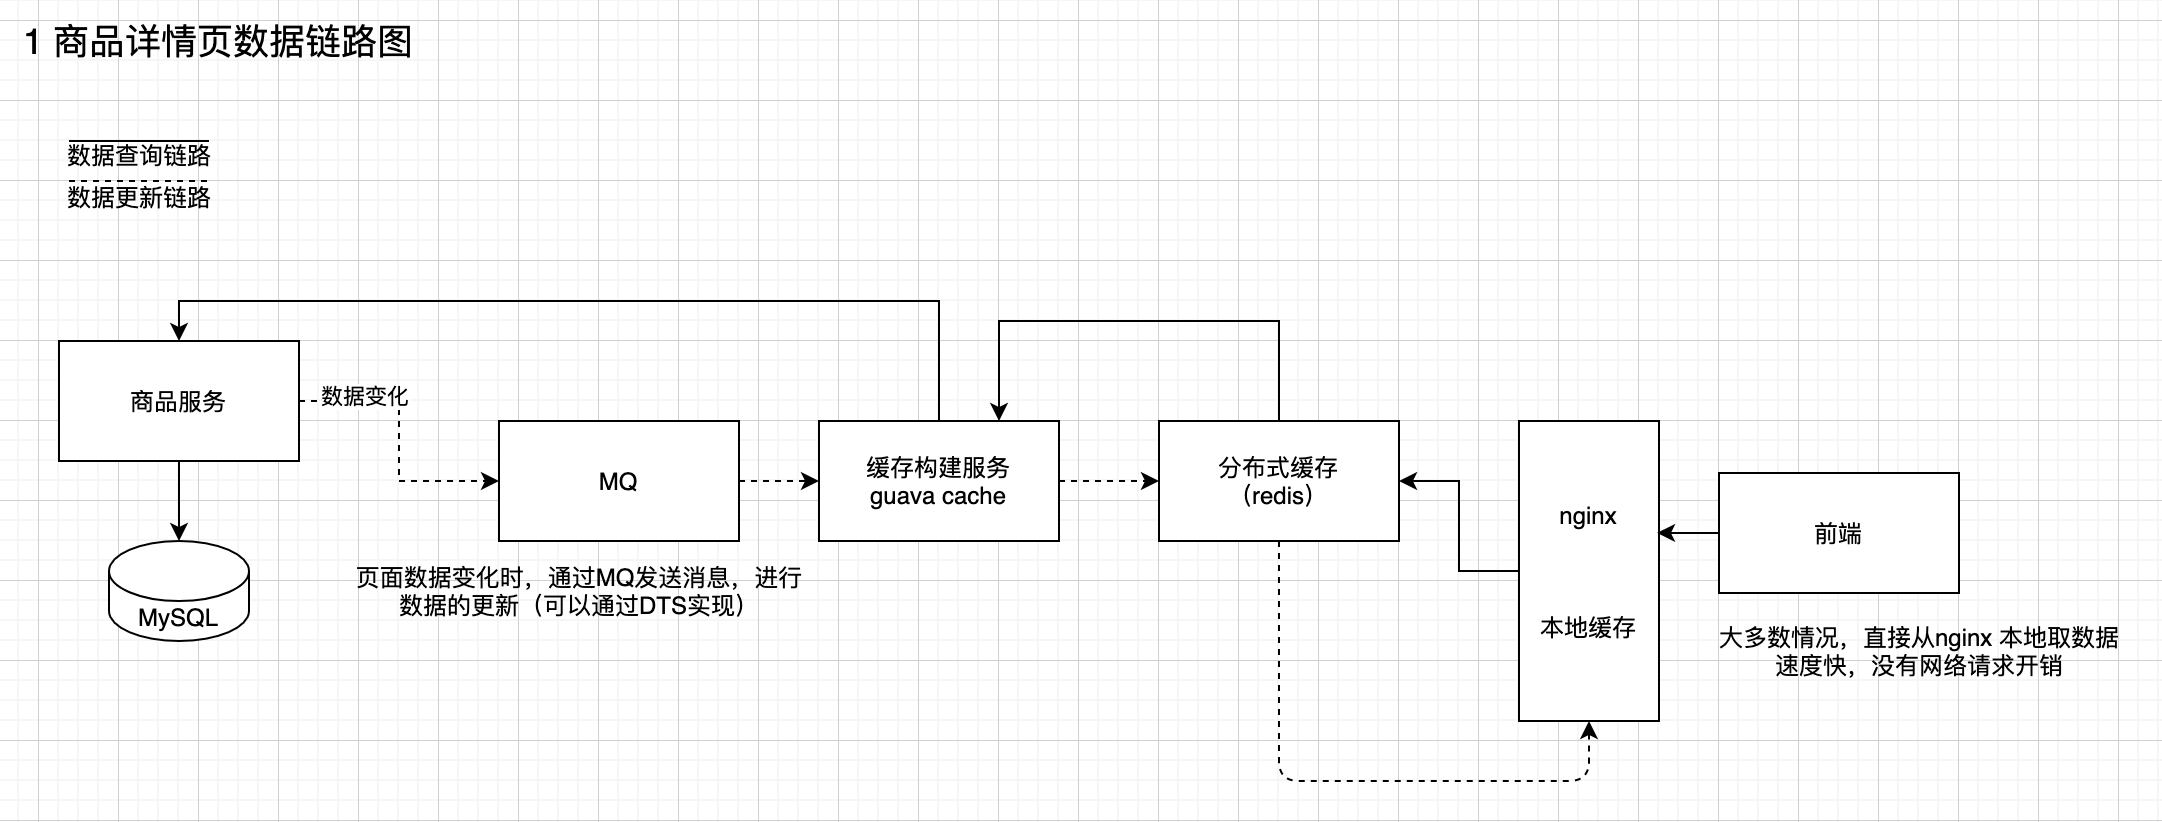 1 商品详情页数据链路图
数据查询链路
数据更新链路
商品服务
数据变化
MySQL
MQ
页面数据变化时，通过MQ发送消息，进行
数据的更新（可以通过DTS实现）
缓存构建服务
guava cache
分布式缓存
（redis）
nginx
本地缓存
前端
大多数情况，直接从nginx 本地取数据
速度快，没有网络请求开销